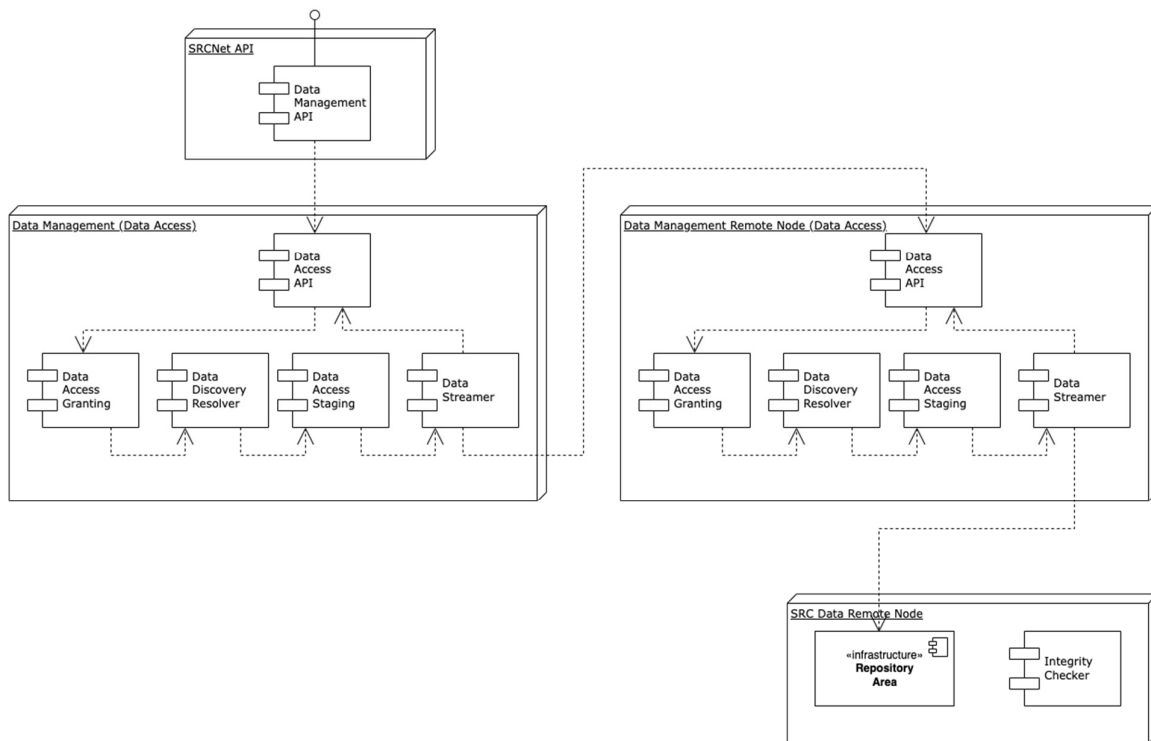 SRCNet API
Data
Management
API
Data Management (Data Access)
Data
Access
API
Data
Access
Granting
Data
Discovery
Resolver
Data
Access
Staging
Data
Streamer
Data Management Remote Node (Data Access)
Data
Access
API
Data
Access
Granting
Data
Discovery
Resolver
Data
Access
Staging
Data
Streamer
SRC Data Remote Node
«infrastructure»
Repository
Area
Integrity
Checker